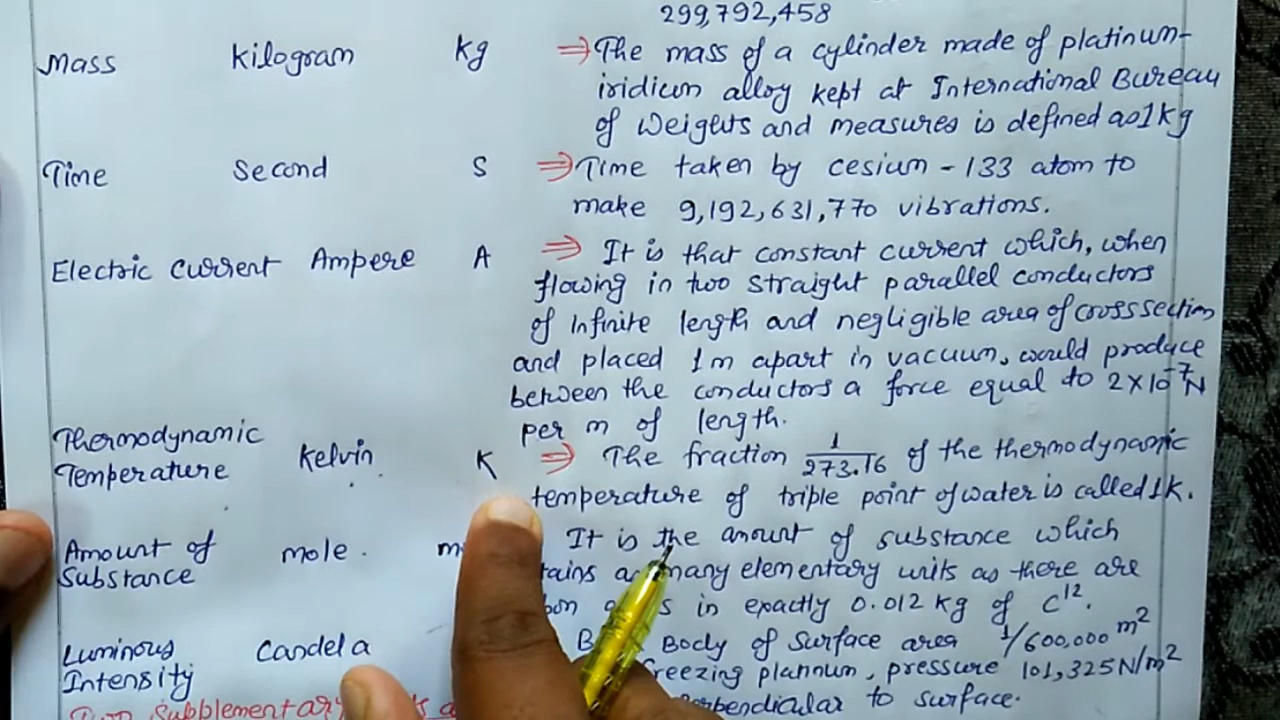 299,792,458
Mass kilogram kg ⇒ The mass of a cylinder made of platinum-
iridium alloy kept at International Bureau
of Weights and measures is defined as 1 kg
Time Second S ⇒ Time taken by cesium - 133 atom to
make 9,192,631,770 vibrations.
Electric current Ampere A ⇒ It is that constant current which, when
flowing in two straight parallel conductors
of Infinite length and negligible area of cross section
and placed 1m apart in vacuum, would produce
between the conductors a force equal to 2×10⁻⁷N
per m of length.
Thermodynamic
Temperature Kelvin K ⇒ The fraction 1/273.16 of the thermodynamic
temperature of triple point of water is called 1K.
Amount of
Substance mole. It is the amount of substance which
many elementary units as there are
in exactly 0.012 kg of C¹².
Luminous
Intensity Candela Body of Surface area 1/600,000 m²
freezing plannum, pressure 101,325N/m²
to surface.
Two Supplementary